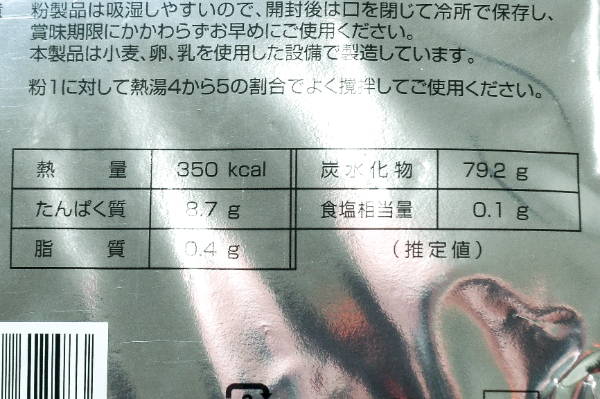 粉製品は吸湿しやすいので、開封後は口を閉じて冷所で保存し、
賞味期限にかかわらずお早めにご使用ください。
本製品は小麦、卵、乳を使用した設備で製造しています。
粉1に対して熱湯4から5の割合でよく撹拌してご使用ください。
熱量 350 kcal 炭水化物 79.2 g
たんぱく質 8.7 g 食塩相当量 0.1 g
脂質 0.4 g (推定値)